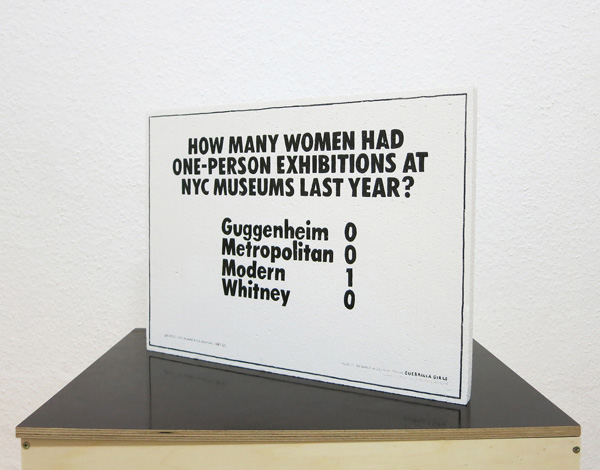 HOW MANY WOMEN HAD
ONE-PERSON EXHIBITIONS AT
NYC MUSEUMS LAST YEAR?
Guggenheim 0
Metropolitan 0
Modern 1
Whitney 0
GUERRILLA GIRLS